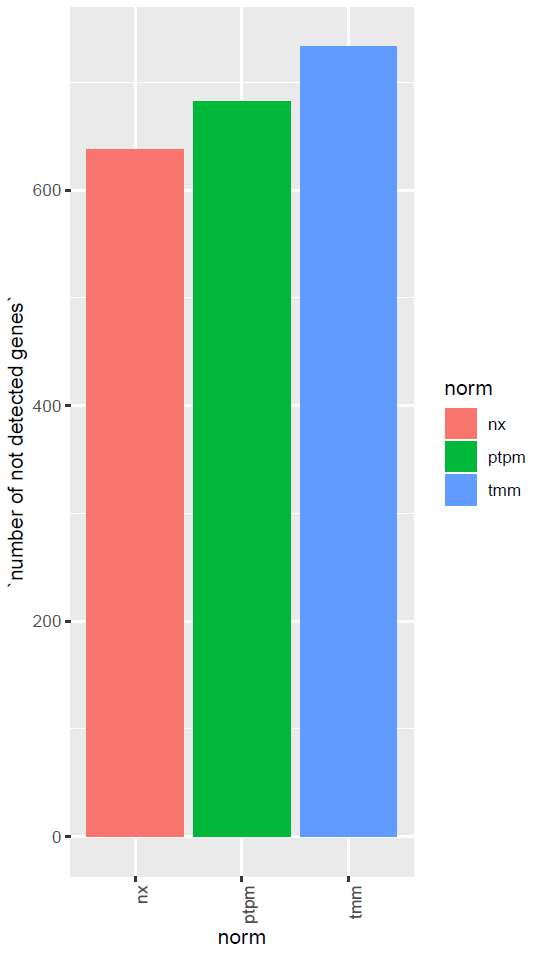 `number of not detected genes`
600
400
200
0
nx
ptpm
tmm
norm
norm
nx
ptpm
tmm